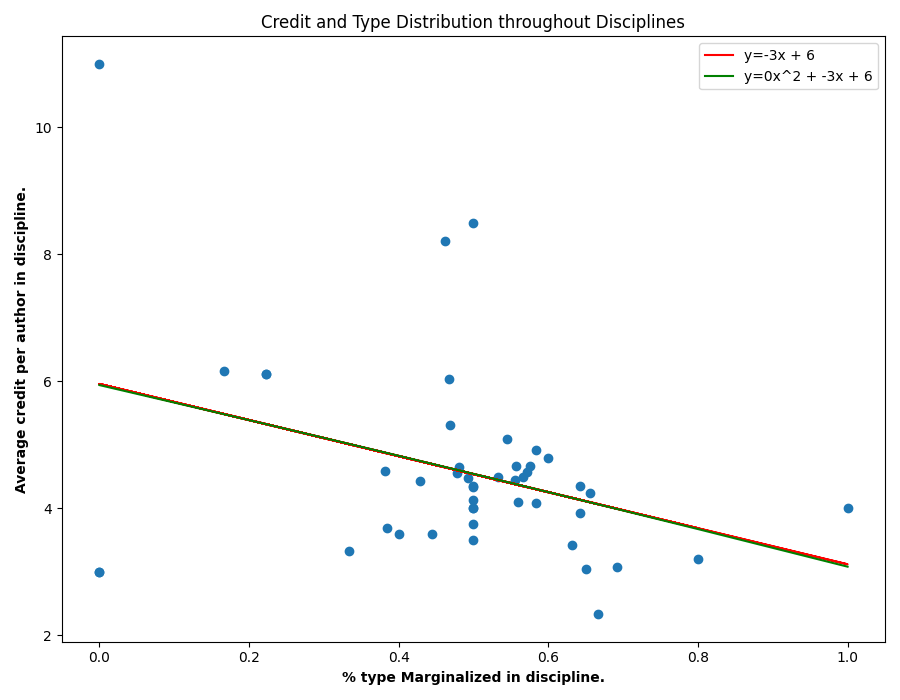 Credit and Type Distribution throughout Disciplines
y=-3x + 6
y=0x^2 + -3x + 6
Average credit per author in discipline.
10
8
6
4
2
0.0
0.2
0.4
0.6
0.8
1.0
% type Marginalized in discipline.